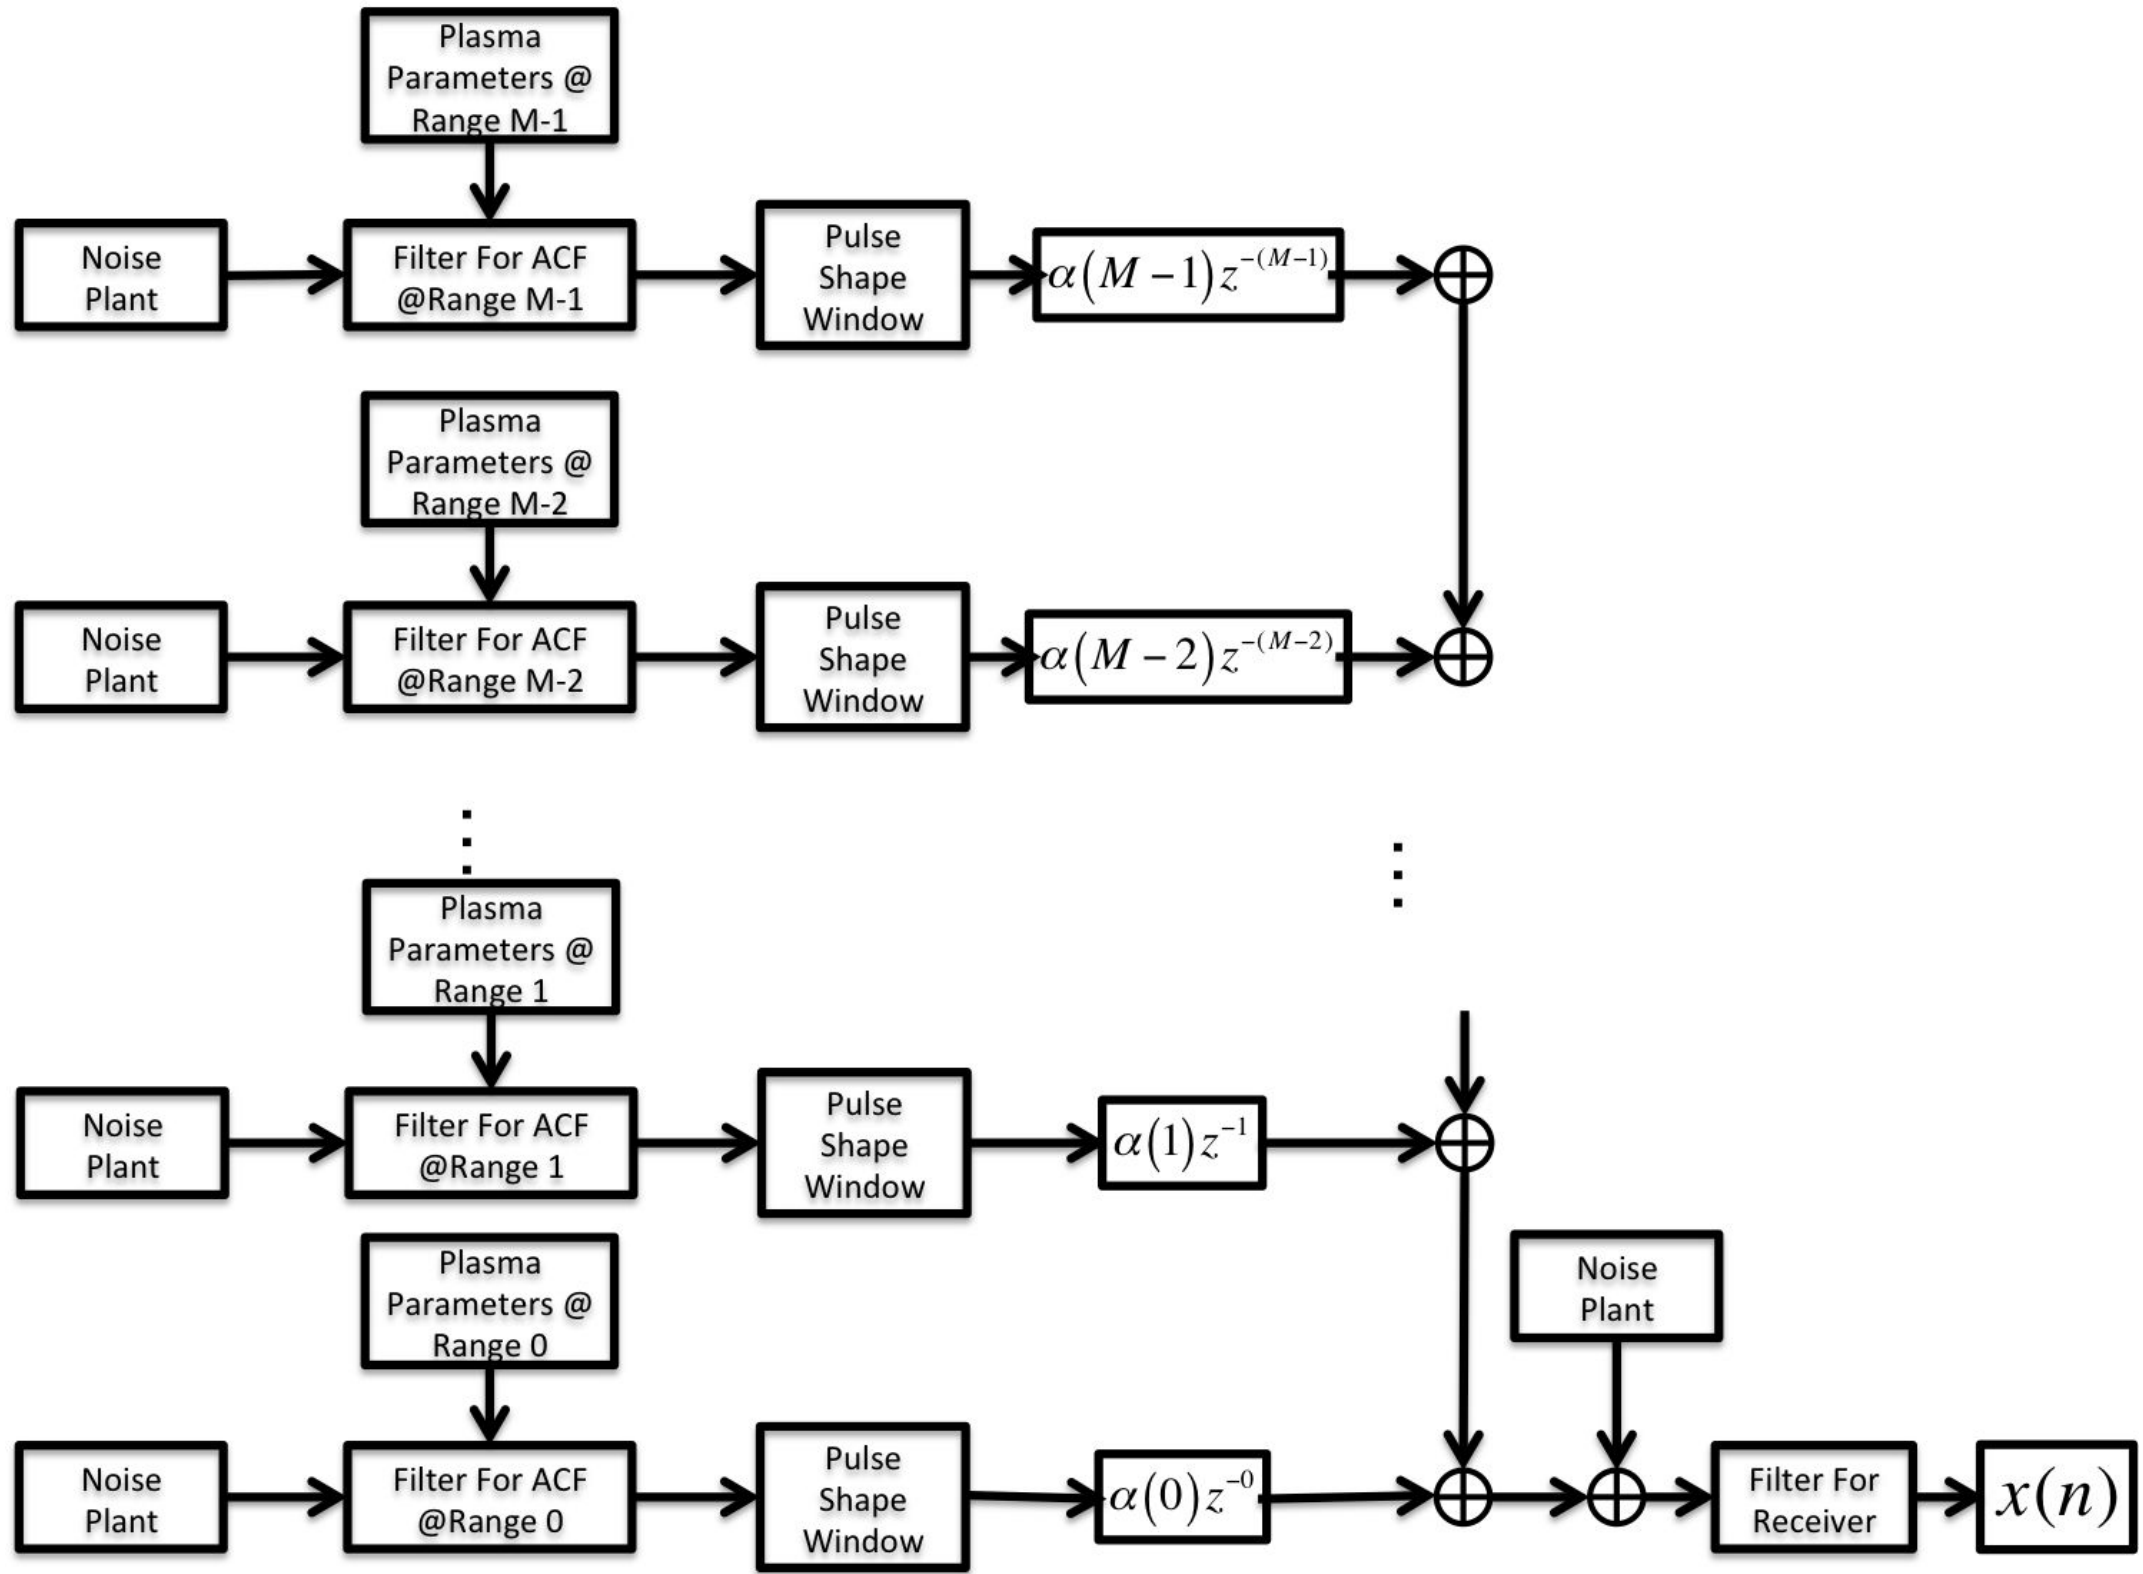 Plasma
Parameters @
Range M-1
Noise
Plant
Filter For ACF
@Range M-1
Pulse
Shape
Window
α(M−1)z^{-(M−1)}
Plasma
Parameters @
Range M-2
Noise
Plant
Filter For ACF
@Range M-2
Pulse
Shape
Window
α(M−2)z^{-(M−2)}
Plasma
Parameters @
Range 1
Noise
Plant
Filter For ACF
@Range 1
Pulse
Shape
Window
α(1)z^{-1}
Plasma
Parameters @
Range 0
Noise
Plant
Noise
Plant
Filter For ACF
@Range 0
Pulse
Shape
Window
α(0)z^{-0}
Filter For
Receiver
x(n)